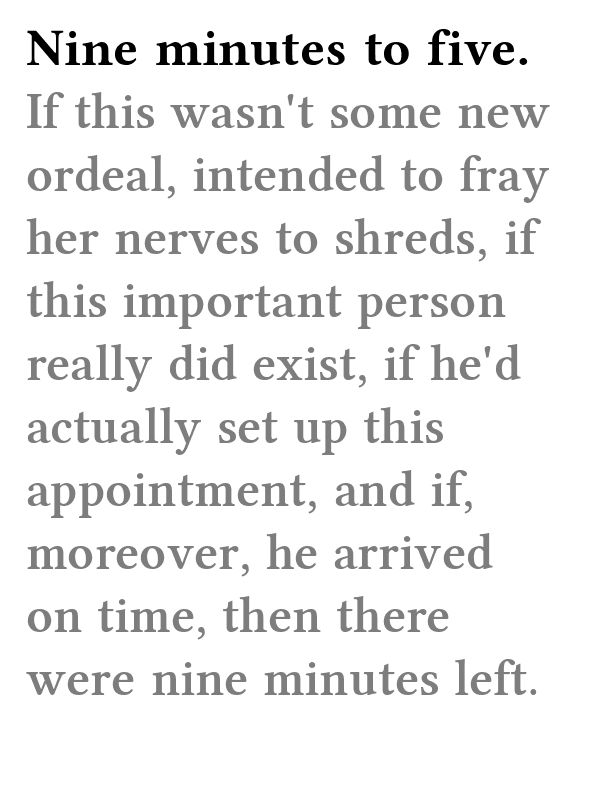 Nine minutes to five.
If this wasn't some new
ordeal, intended to fray
her nerves to shreds, if
this important person
really did exist, if he'd
actually set up this
appointment, and if,
moreover, he arrived
on time, then there
were nine minutes left.